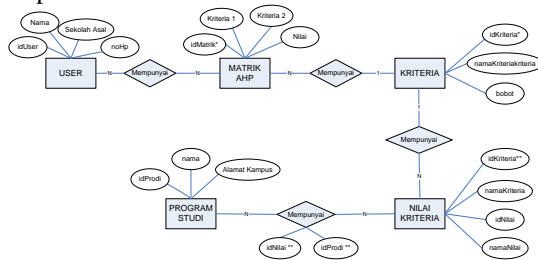 Nama
Sekolah Asal
idUser
noHp
USER
N
Mempunyai
N
Kriteria 1
Kriteria 2
idMatrik*
Nilai
MATRIK
AHP
N
Mempunyai
1
KRITERIA
idKriteria*
namaKriteriakriteria
bobot
1
Mempunyai
N
nama
idProdi
Alamat Kampus
PROGRAM
STUDI
N
Mempunyai
N
idNilai **
idProdi **
NILAI
KRITERIA
idKriteria**
namaKriteria
idNilai
namaNilai